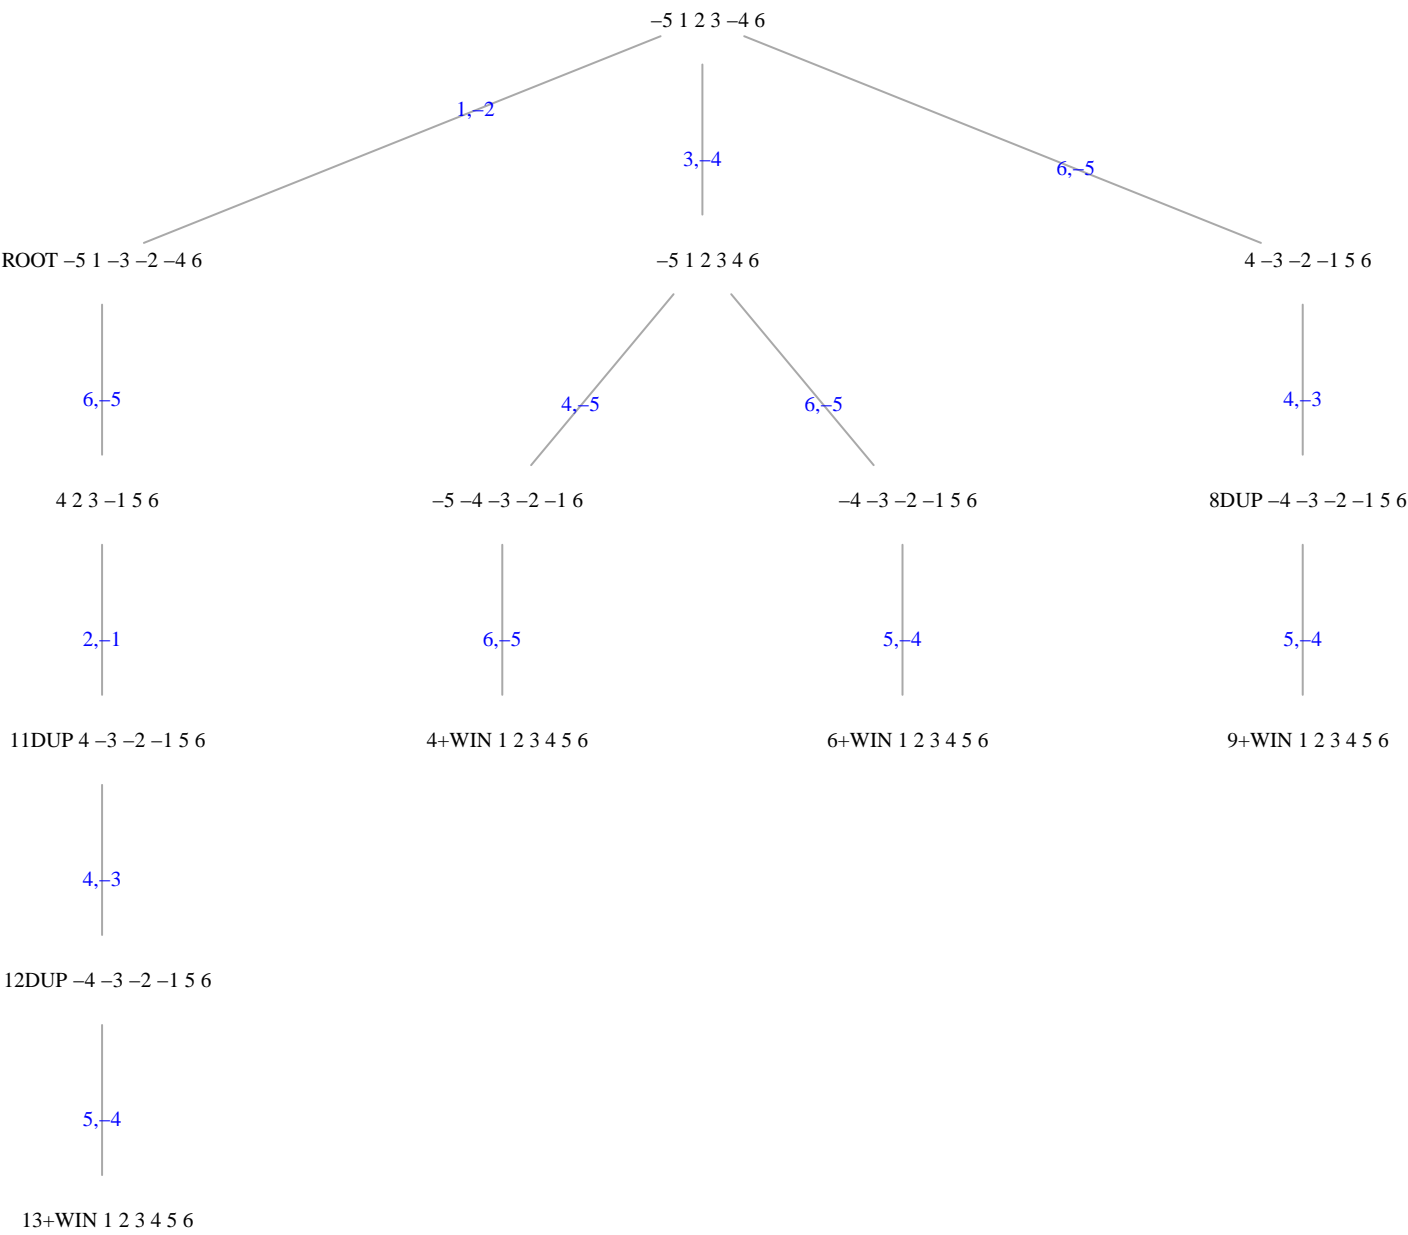 –5 1 2 3 –4 6
1,–2
3,–4
6,–5
ROOT –5 1 –3 –2 –4 6
–5 1 2 3 4 6
4 –3 –2 –1 5 6
6,–5
4,–5
6,–5
4,–3
4 2 3 –1 5 6
–5 –4 –3 –2 –1 6
–4 –3 –2 –1 5 6
8DUP –4 –3 –2 –1 5 6
2,–1
6,–5
5,–4
5,–4
11DUP 4 –3 –2 –1 5 6
4+WIN 1 2 3 4 5 6
6+WIN 1 2 3 4 5 6
9+WIN 1 2 3 4 5 6
4,–3
12DUP –4 –3 –2 –1 5 6
5,–4
13+WIN 1 2 3 4 5 6